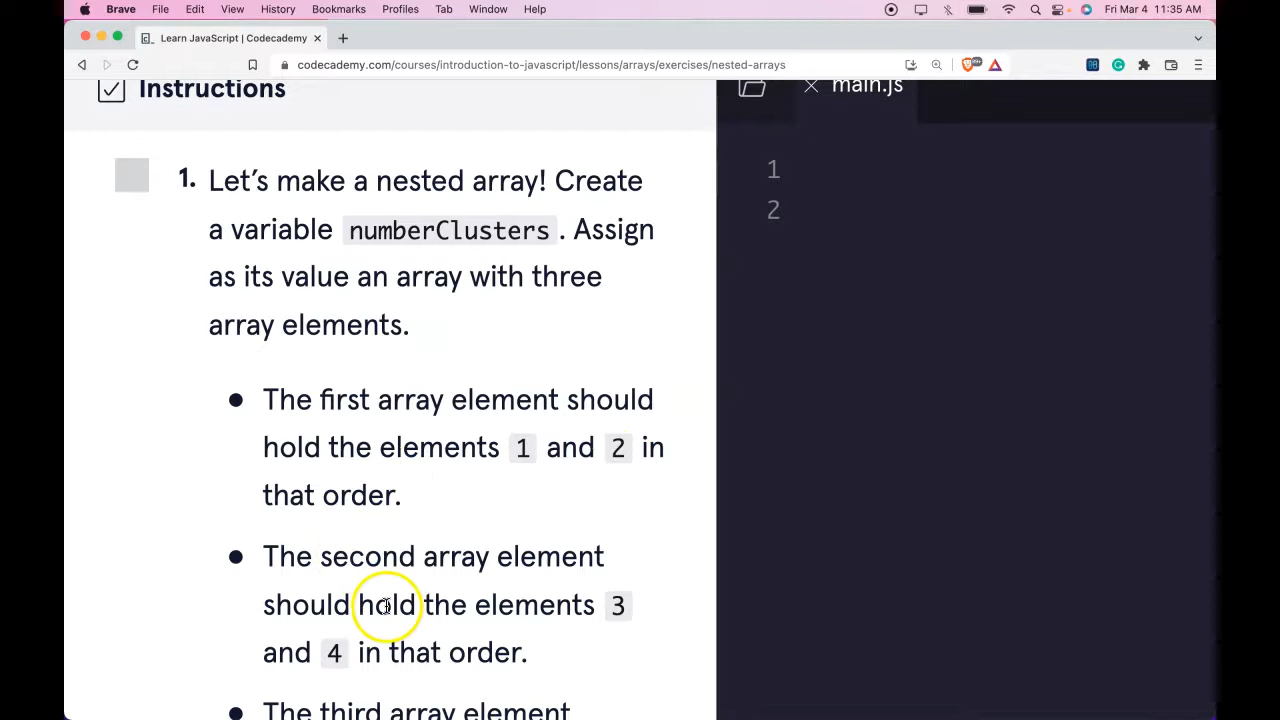 Brave File Edit View History Bookmarks Profiles Tab Window Help Fri Mar 4 11:35 AM
Learn JavaScript | Codecademy
codecademy.com/courses/introduction-to-javascript/lessons/arrays/exercises/nested-arrays
Instructions
main.js
1. Let’s make a nested array! Create
a variable numberClusters. Assign
as its value an array with three
array elements.
● The first array element should
hold the elements 1 and 2 in
that order.
● The second array element
should hold the elements 3
and 4 in that order.
● The third array element
1
2